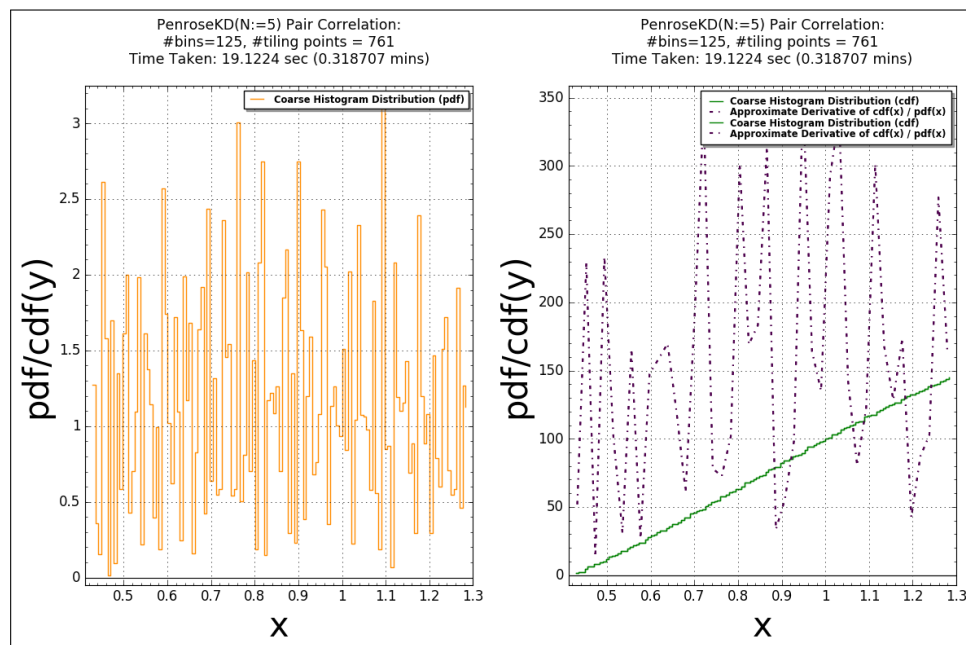 PenroseKD(N:=5) Pair Correlation:
#bins=125, #tiling points = 761
Time Taken: 19.1224 sec (0.318707 mins)
Coarse Histogram Distribution (pdf)
3
2.5
2
1.5
1
0.5
0
pdf/cdf(y)
0.5 0.6 0.7 0.8 0.9 1 1.1 1.2 1.3
x
PenroseKD(N:=5) Pair Correlation:
#bins=125, #tiling points = 761
Time Taken: 19.1224 sec (0.318707 mins)
Coarse Histogram Distribution (cdf)
Approximate Derivative of cdf(x) / pdf(x)
Coarse Histogram Distribution (cdf)
Approximate Derivative of cdf(x) / pdf(x)
350
300
250
200
150
100
50
0
pdf/cdf(y)
0.5 0.6 0.7 0.8 0.9 1 1.1 1.2 1.3
x